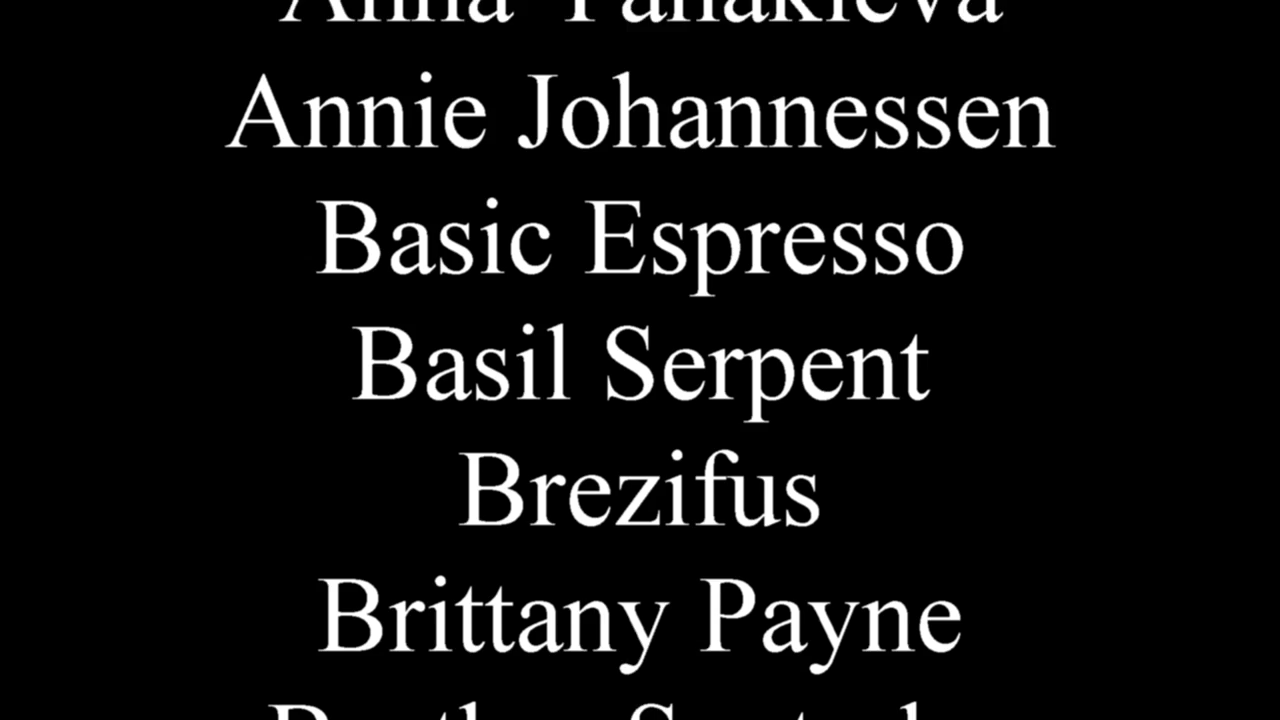 Annie Johannessen
Basic Espresso
Basil Serpent
Brezifus
Brittany Payne